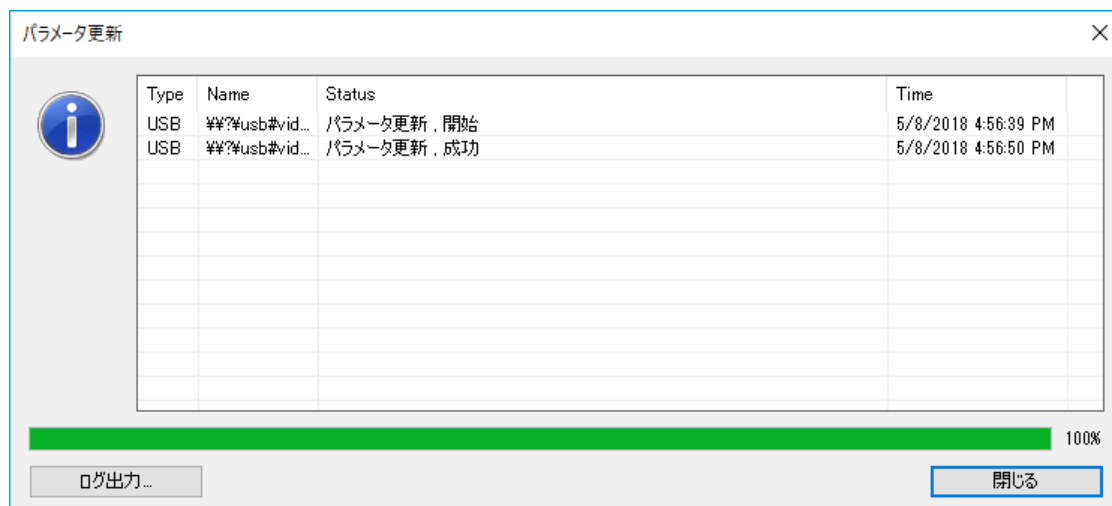 パラメータ更新
Type Name Status Time
USB ¥¥?¥usb#vid... パラメータ更新 , 開始 5/8/2018 4:56:39 PM
USB ¥¥?¥usb#vid... パラメータ更新 , 成功 5/8/2018 4:56:50 PM
100%
ログ出力... 閉じる